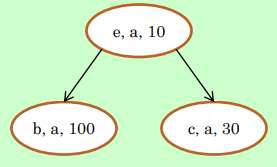 e, a, 10
b, a, 100
c, a, 30